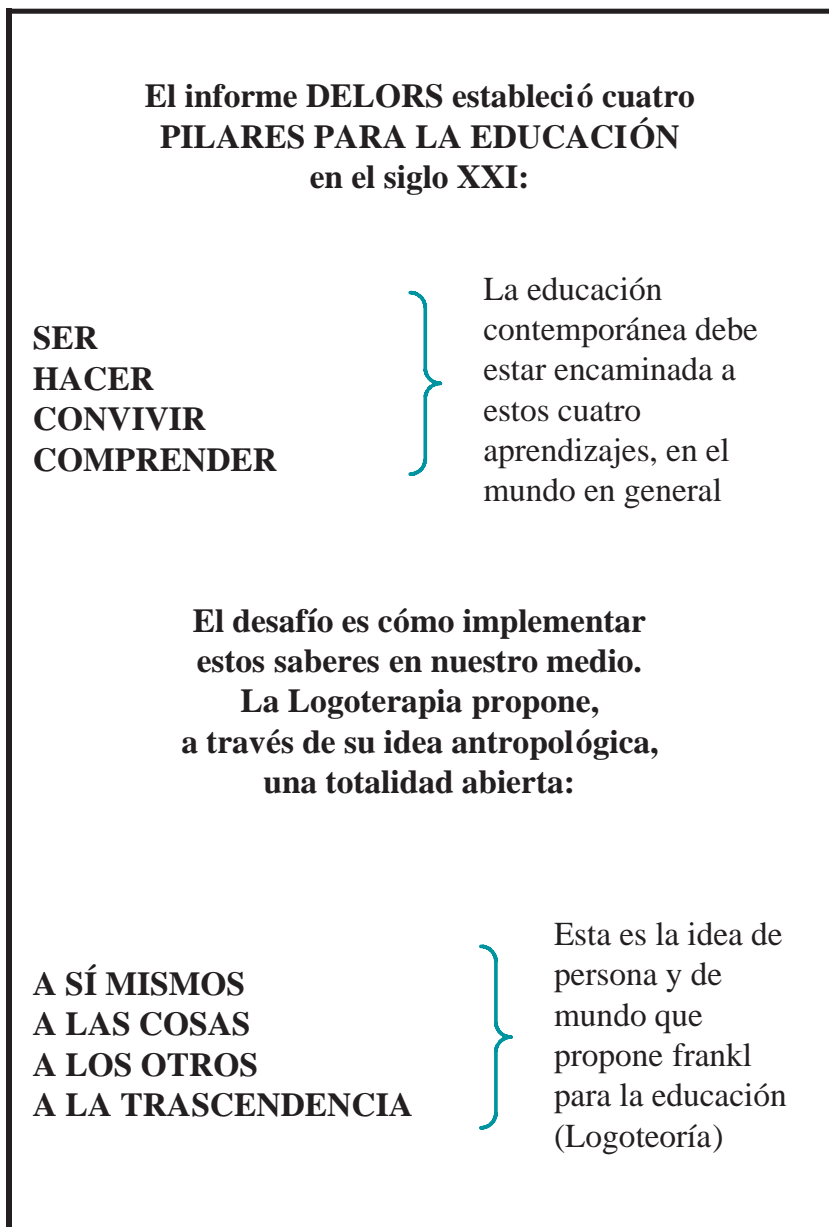 El informe DELORS estableció cuatro
PILARES PARA LA EDUCACIÓN
en el siglo XXI:
SER
HACER
CONVIVIR
COMPRENDER
La educación
contemporánea debe
estar encaminada a
estos cuatro
aprendizajes, en el
mundo en general
El desafío es cómo implementar
estos saberes en nuestro medio.
La Logoterapia propone,
a través de su idea antropológica,
una totalidad abierta:
A SÍ MISMOS
A LAS COSAS
A LOS OTROS
A LA TRASCENDENCIA
Esta es la idea de
persona y de
mundo que
propone frankl
para la educación
(Logoteoría)